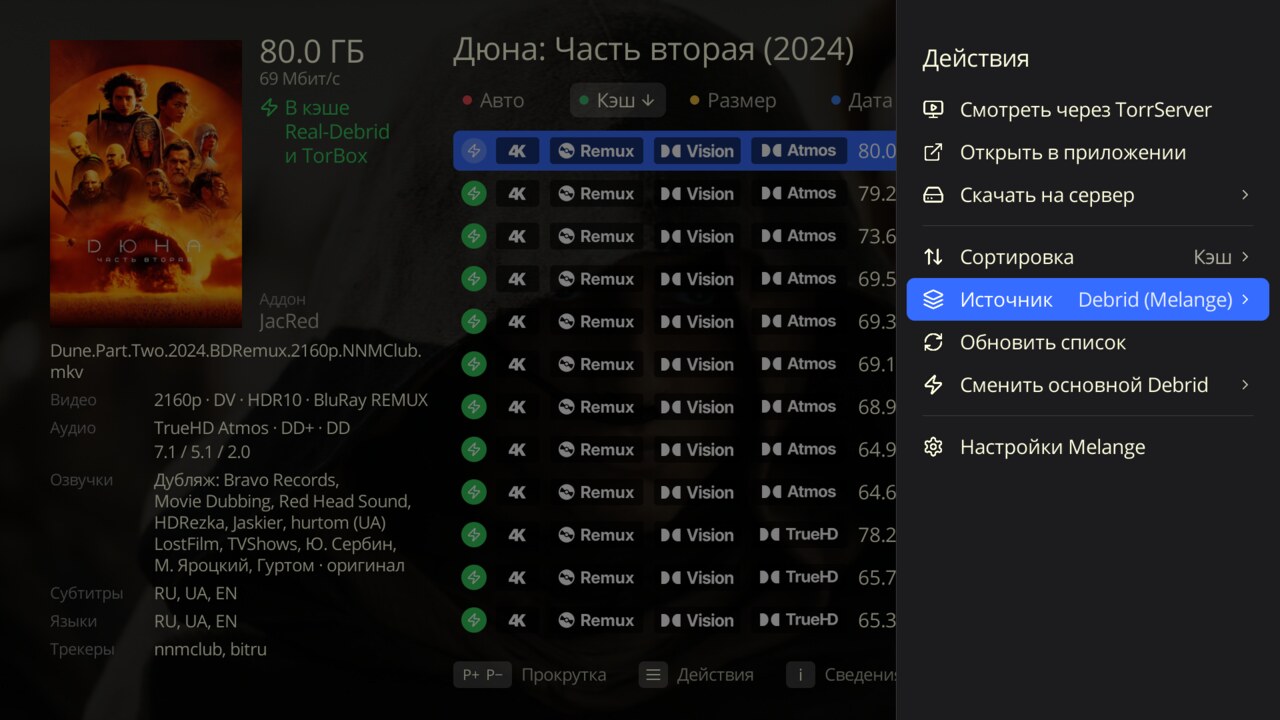 80.0 ГБ
69 Мбит/с
В кэше
Real-Debrid
и TorBox
ДЮНА
ЧАСТЬ ВТОРАЯ
Аддон
JacRed
Dune.Part.Two.2024.BDRemux.2160p.NNMClub.
mkv
Видео 2160p · DV · HDR10 · BluRay REMUX
Аудио TrueHD Atmos · DD+ · DD
7.1 / 5.1 / 2.0
Озвучки Дубляж: Bravo Records,
Movie Dubbing, Red Head Sound,
HDRezka, Jaskier, hurtom (UA)
LostFilm, TVShows, Ю. Сербин,
М. Яроцкий, Гуртом · оригинал
Субтитры RU, UA, EN
Языки RU, UA, EN
Трекеры nnmclub, bitru
Дюна: Часть вторая (2024)
Авто Кэш ↓ Размер Дата
4K Remux Vision Atmos 80.0
4K Remux Vision Atmos 79.2
4K Remux Vision Atmos 73.6
4K Remux Vision Atmos 69.5
4K Remux Vision Atmos 69.3
4K Remux Vision Atmos 69.1
4K Remux Vision Atmos 68.9
4K Remux Vision Atmos 64.9
4K Remux Vision Atmos 64.6
4K Remux Vision TrueHD 78.2
4K Remux Vision TrueHD 65.7
4K Remux Vision TrueHD 65.3
P+ P− Прокрутка Действия i Сведения
Действия
Смотреть через TorrServer
Открыть в приложении
Скачать на сервер
Сортировка Кэш
Источник Debrid (Melange)
Обновить список
Сменить основной Debrid
Настройки Melange